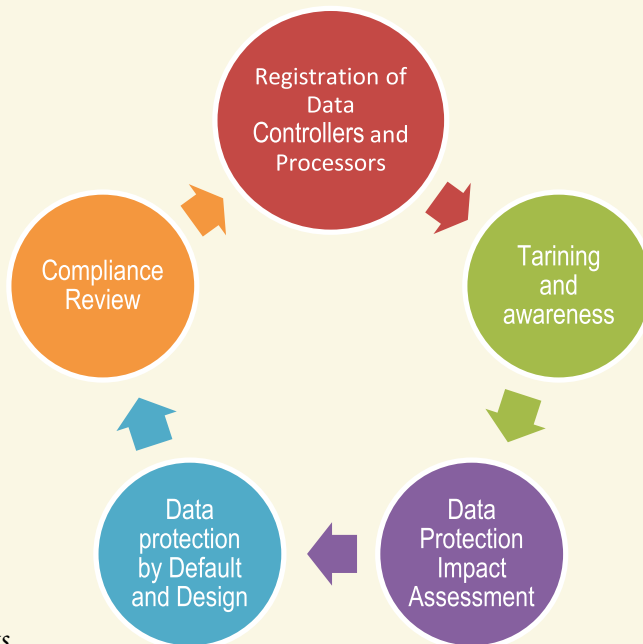 Registration of
Data
Controllers and
Processors
Tarining
and
awareness
Data
Protection
Impact
Assessment
Data
protection
by Default
and Design
Compliance
Review